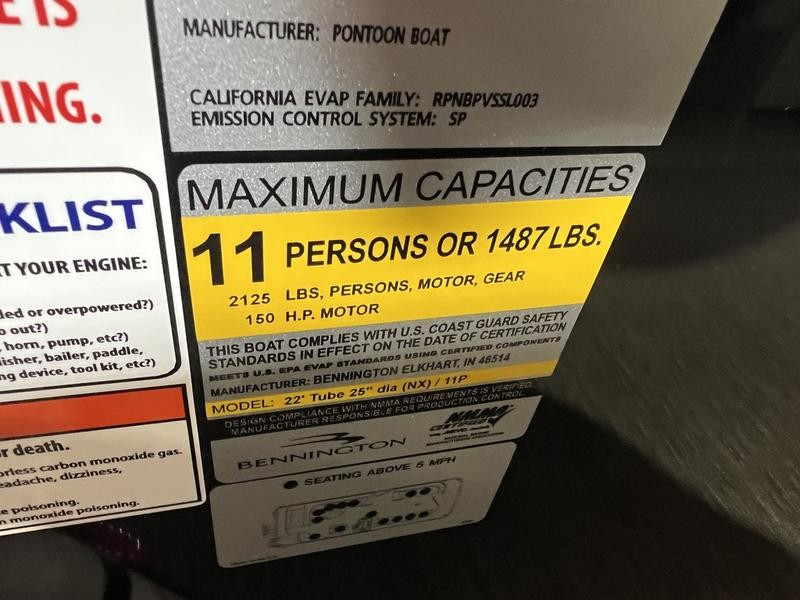 E IS
ING.
KLIST
T YOUR ENGINE:
ded or overpowered?)
o out?)
, horn, pump, etc?)
isher, bailer, paddle,
ng device, tool kit, etc?)
r death.
orless carbon monoxide gas.
eadache, dizziness,
e poisoning.
n monoxide poisoning.
MANUFACTURER: PONTOON BOAT
CALIFORNIA EVAP FAMILY: RPNBPVSSL003
EMISSION CONTROL SYSTEM: SP
MAXIMUM CAPACITIES
11 PERSONS OR 1487 LBS.
2125 LBS, PERSONS, MOTOR, GEAR
150 H.P. MOTOR
THIS BOAT COMPLIES WITH U.S. COAST GUARD SAFETY
STANDARDS IN EFFECT ON THE DATE OF CERTIFICATION
MEETS U.S. EPA EVAP STANDARDS USING CERTIFIED COMPONENTS
MANUFACTURER: BENNINGTON ELKHART, IN 46514
MODEL: 22' Tube 25" dia (NX) / 11P
DESIGN COMPLIANCE WITH NMMA REQUIREMENTS IS VERIFIED.
MANUFACTURER RESPONSIBLE FOR PRODUCTION CONTROL.
BENNINGTON
NMMA
CERTIFIED
SEATING ABOVE 5 MPH